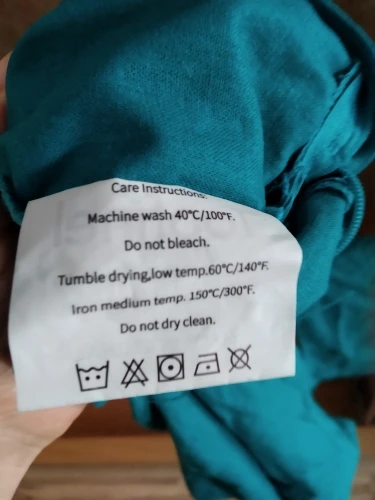 Care Instructions:
Machine wash 40℃/100℉.
Do not bleach.
Tumble drying,low temp.60℃/140℉.
Iron medium temp. 150℃/300℉.
Do not dry clean.